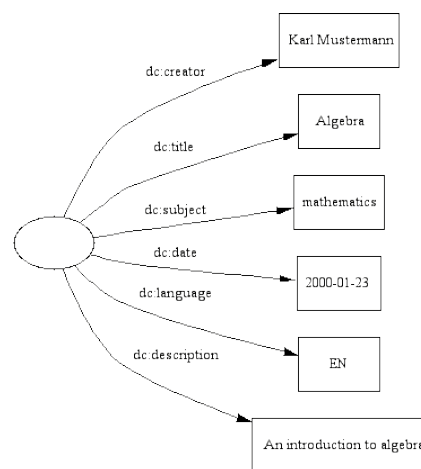 Karl Mustermann
dc:creator
Algebra
dc:title
mathematics
dc:subject
dc:date
2000-01-23
dc:language
EN
dc:description
An introduction to algebra